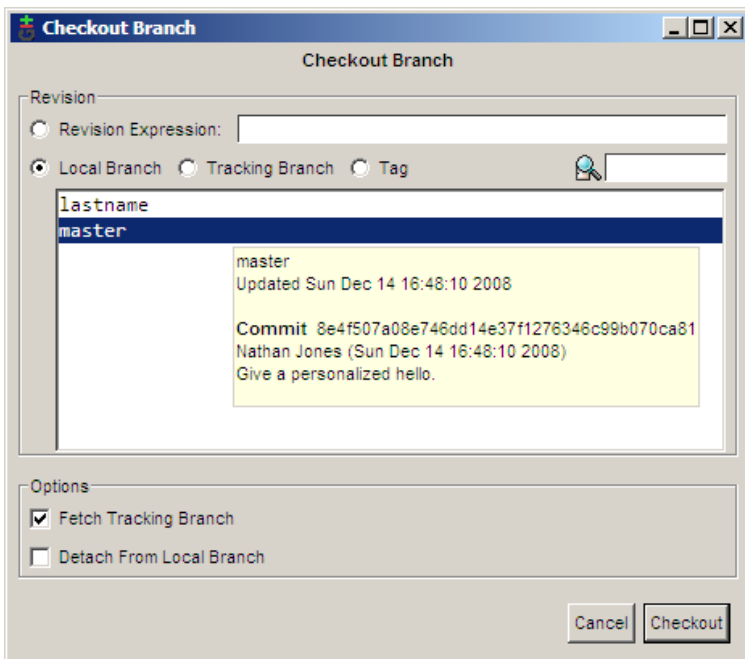 Checkout Branch
Checkout Branch
Revision
Revision Expression:
Local Branch Tracking Branch Tag
lastname
master
master
Updated Sun Dec 14 16:48:10 2008
Commit 8e4f507a08e746dd14e37f1276346c99b070ca81
Nathan Jones (Sun Dec 14 16:48:10 2008)
Give a personalized hello.
Options
Fetch Tracking Branch
Detach From Local Branch
Cancel Checkout